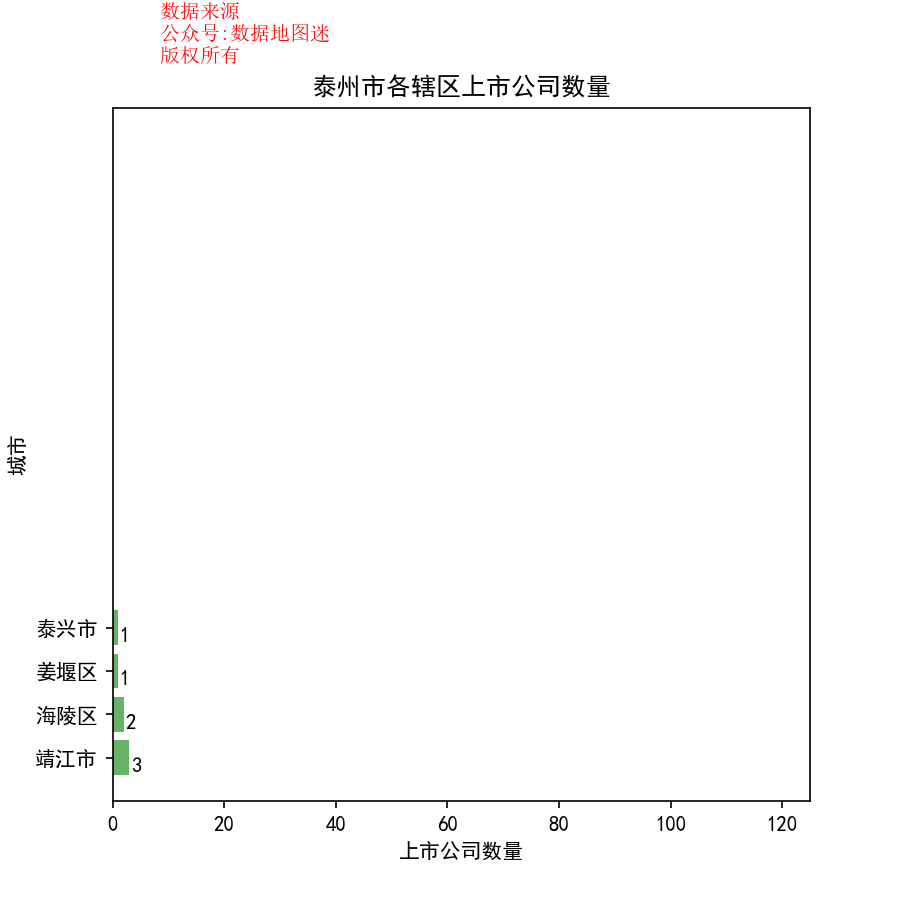 数据来源
公众号:数据地图迷
版权所有
泰州市各辖区上市公司数量
城市
泰兴市 1
姜堰区 1
海陵区 2
靖江市 3
0 20 40 60 80 100 120
上市公司数量